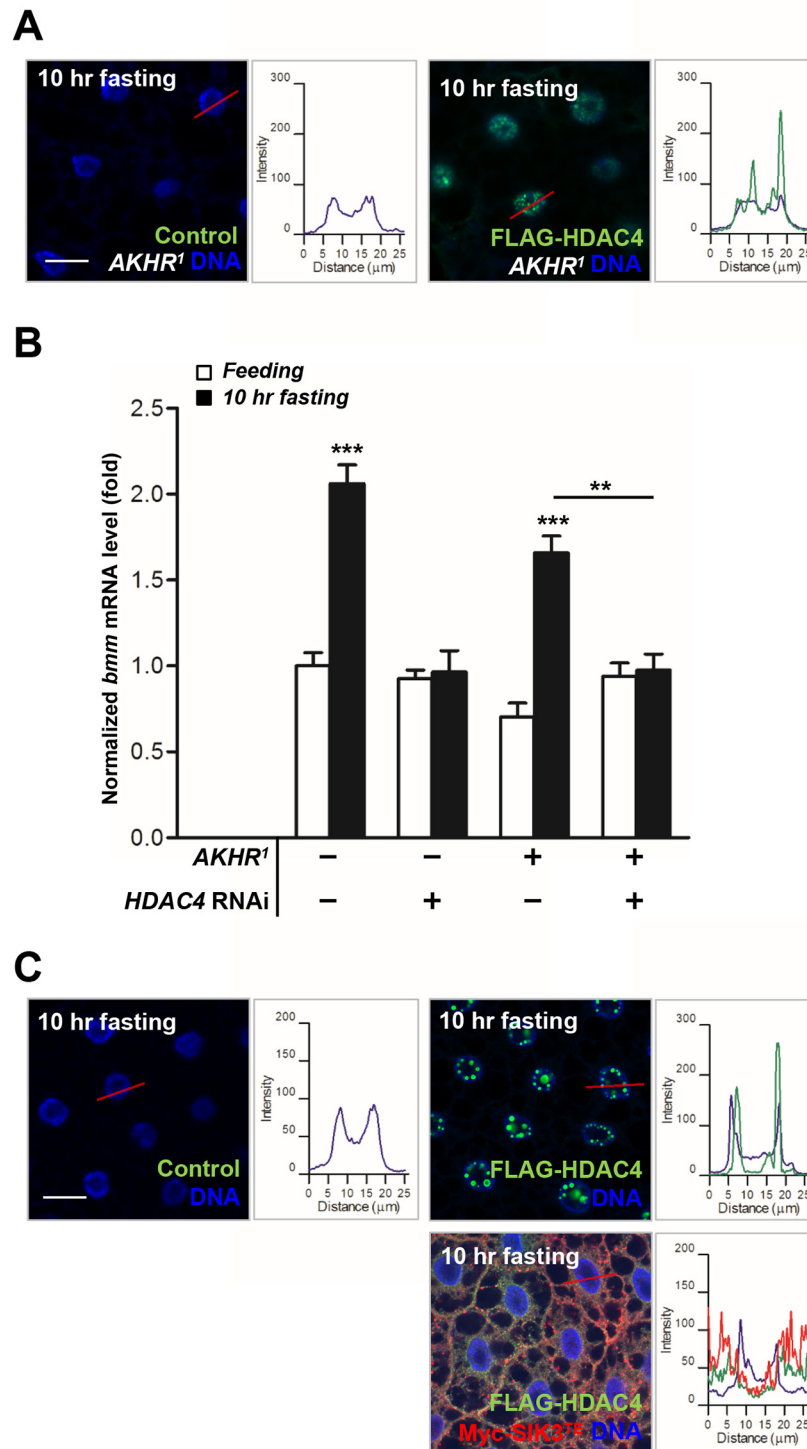 A
10 hr fasting
Control
AKHR¹ DNA
Intensity
300
200
100
0
0 5 10 15 20 25
Distance (μm)
10 hr fasting
FLAG-HDAC4
AKHR¹ DNA
Intensity
300
200
100
0
0 5 10 15 20 25
Distance (μm)
B
Feeding
10 hr fasting
Normalized bmm mRNA level (fold)
2.5
2.0
1.5
1.0
0.5
0.0
***
***
**
AKHR¹ − − + +
HDAC4 RNAi − + − +
C
10 hr fasting
Control
DNA
Intensity
200
150
100
50
0
0 5 10 15 20 25
Distance (μm)
10 hr fasting
FLAG-HDAC4
DNA
Intensity
300
200
100
0
0 5 10 15 20 25
Distance (μm)
10 hr fasting
FLAG-HDAC4
Myc-SIK3ᵀᴱ DNA
Intensity
200
150
100
50
0
0 5 10 15 20 25
Distance (μm)